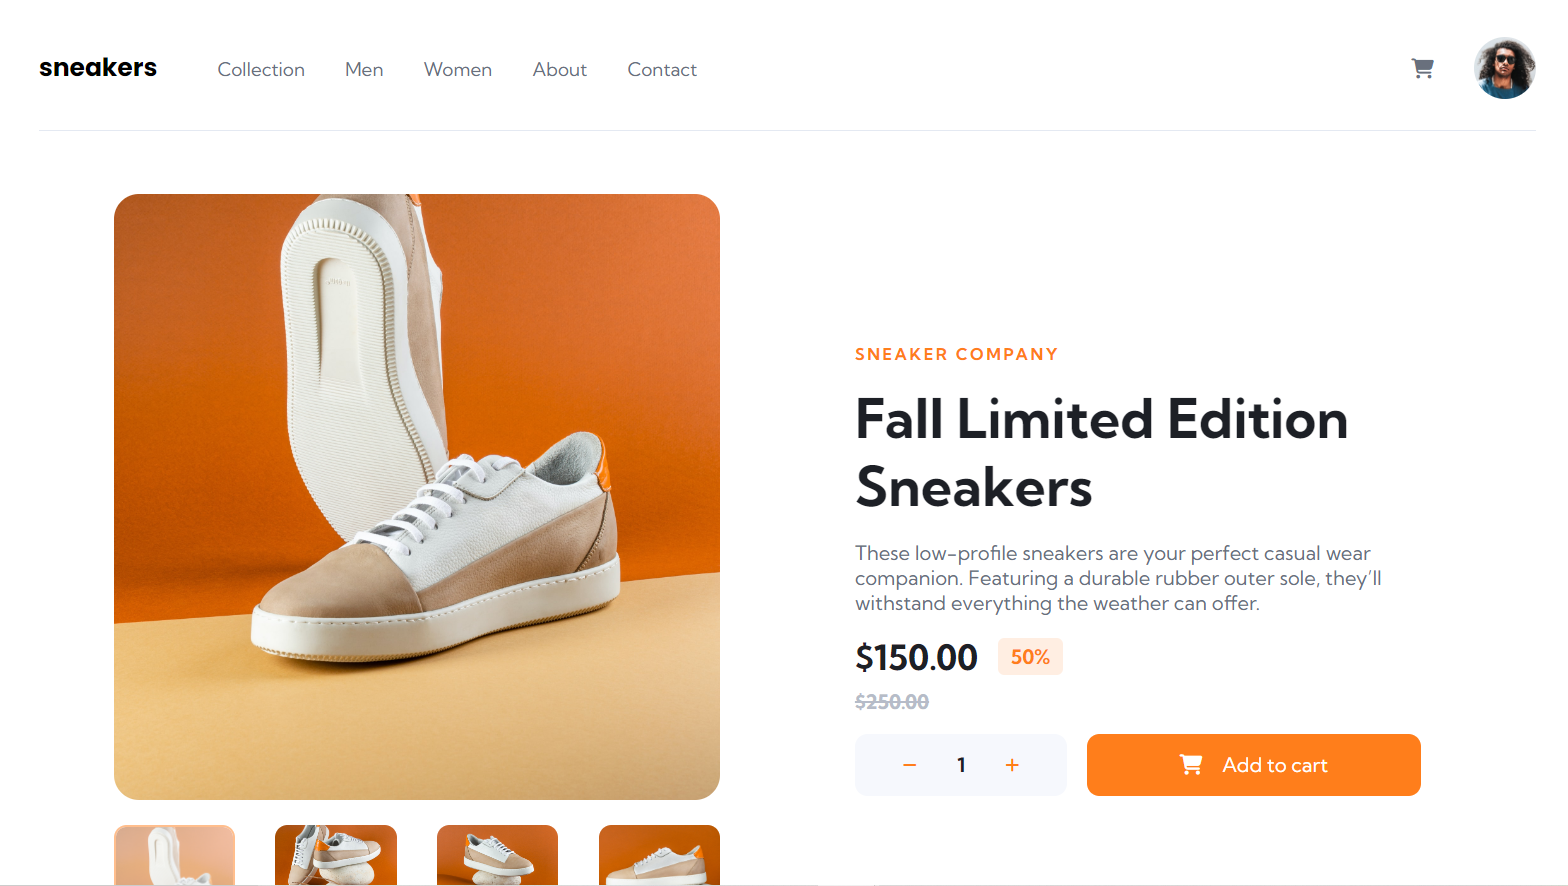 sneakers
Collection
Men
Women
About
Contact
SNEAKER COMPANY
Fall Limited Edition
Sneakers
These low-profile sneakers are your perfect casual wear
companion. Featuring a durable rubber outer sole, they’ll
withstand everything the weather can offer.
$150.00 50%
$250.00
− 1 +
Add to cart